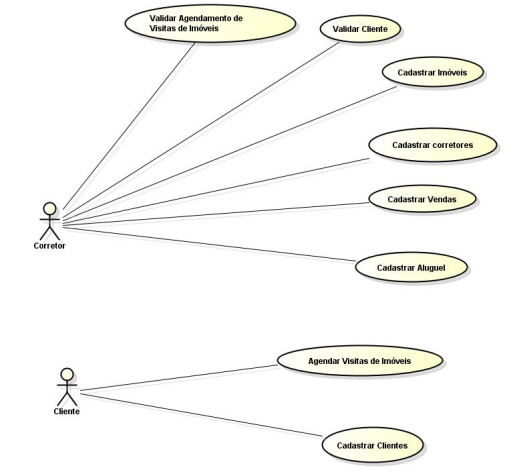 Validar Agendamento de
Visitas de Imóveis
Validar Cliente
Cadastrar Imóveis
Cadastrar corretores
Cadastrar Vendas
Corretor
Cadastrar Aluguel
Agendar Visitas de Imóveis
Cliente
Cadastrar Clientes